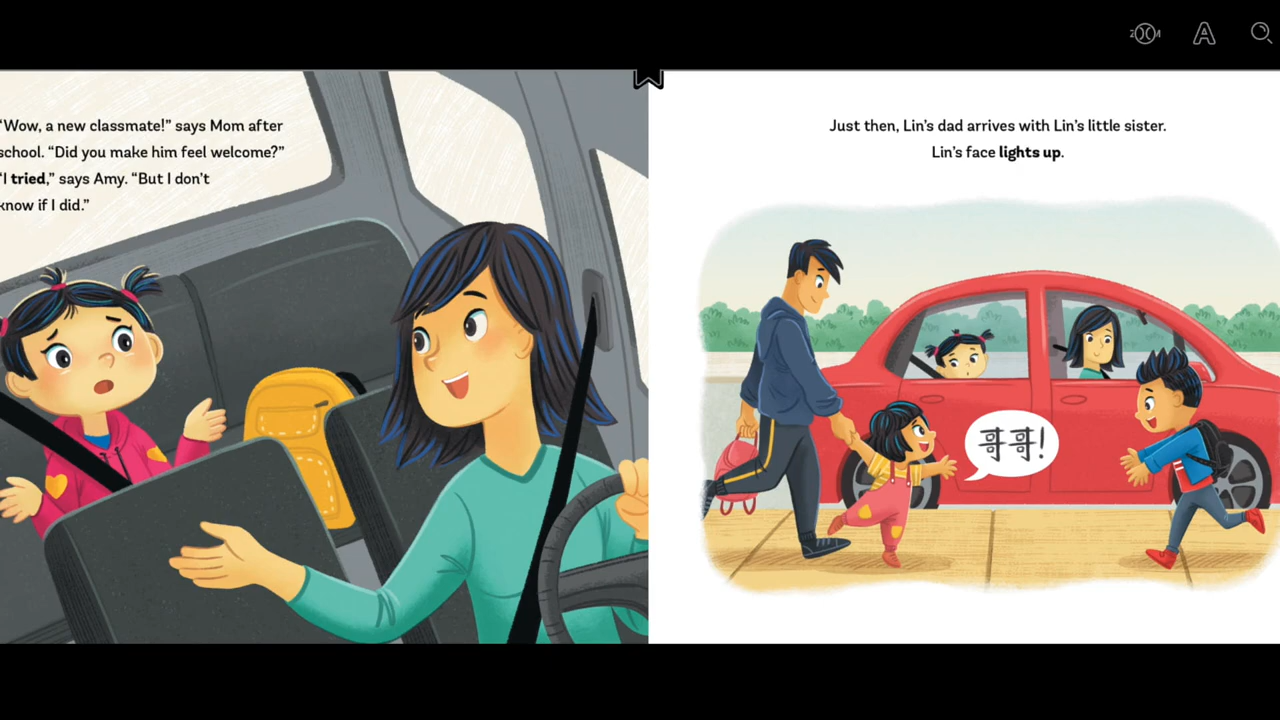 “Wow, a new classmate!” says Mom after
school. “Did you make him feel welcome?”
“I tried,” says Amy. “But I don’t
know if I did.”
Just then, Lin’s dad arrives with Lin’s little sister.
Lin’s face lights up.
哥哥!